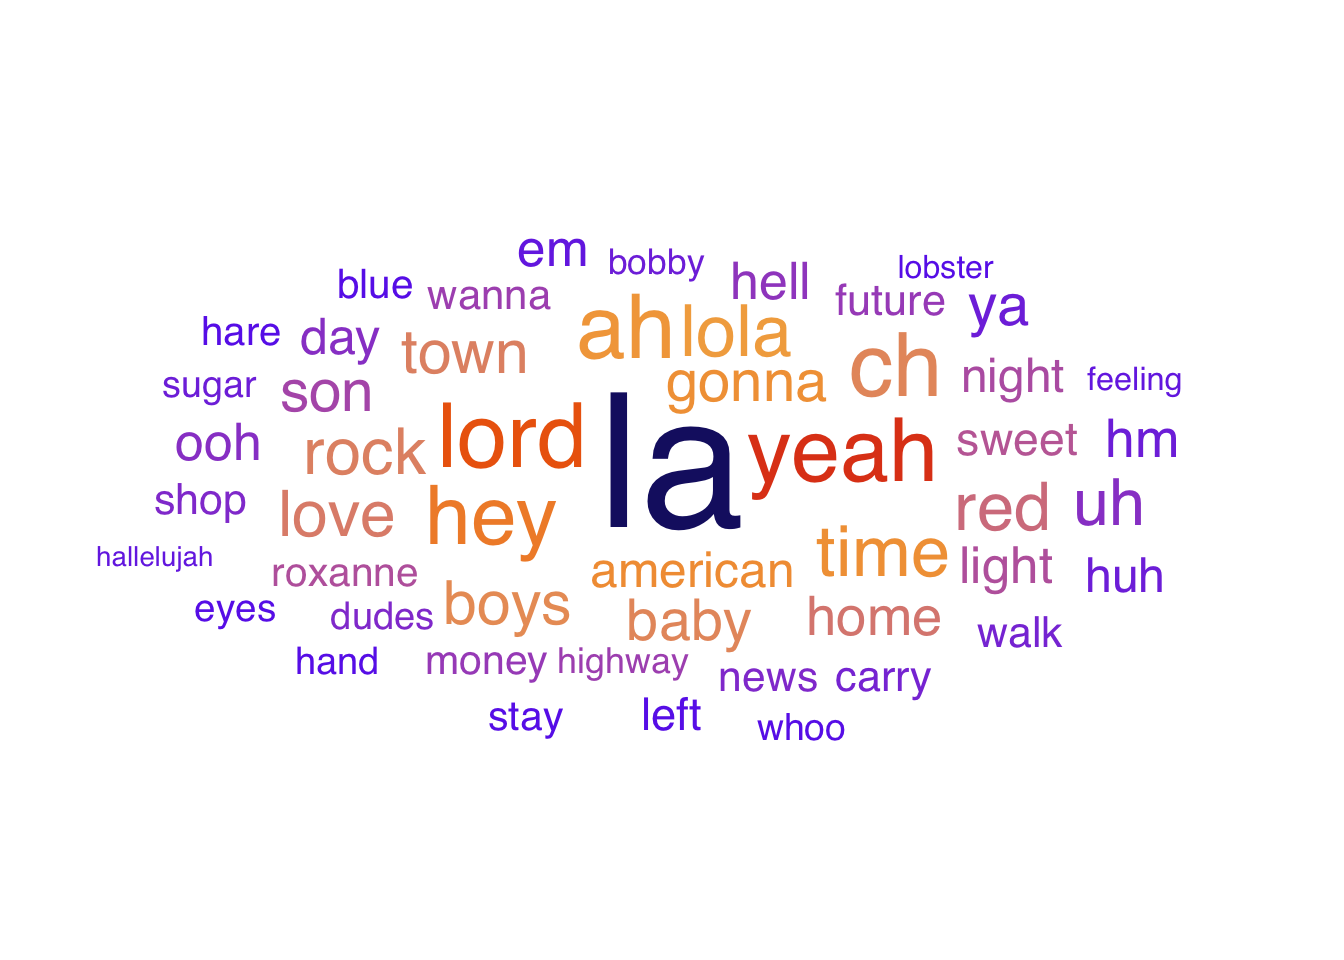 em
bobby
lobster
blue
wanna
hell
future
ya
hare
day
town
ah
lola
ch
night
feeling
sugar
son
gonna
ooh
rock
lord
la
yeah
sweet
hm
shop
love
hey
red
uh
hallelujah
roxanne
american
time
light
huh
eyes
dudes
boys
baby
home
walk
hand
money
highway
news
carry
stay
left
whoo